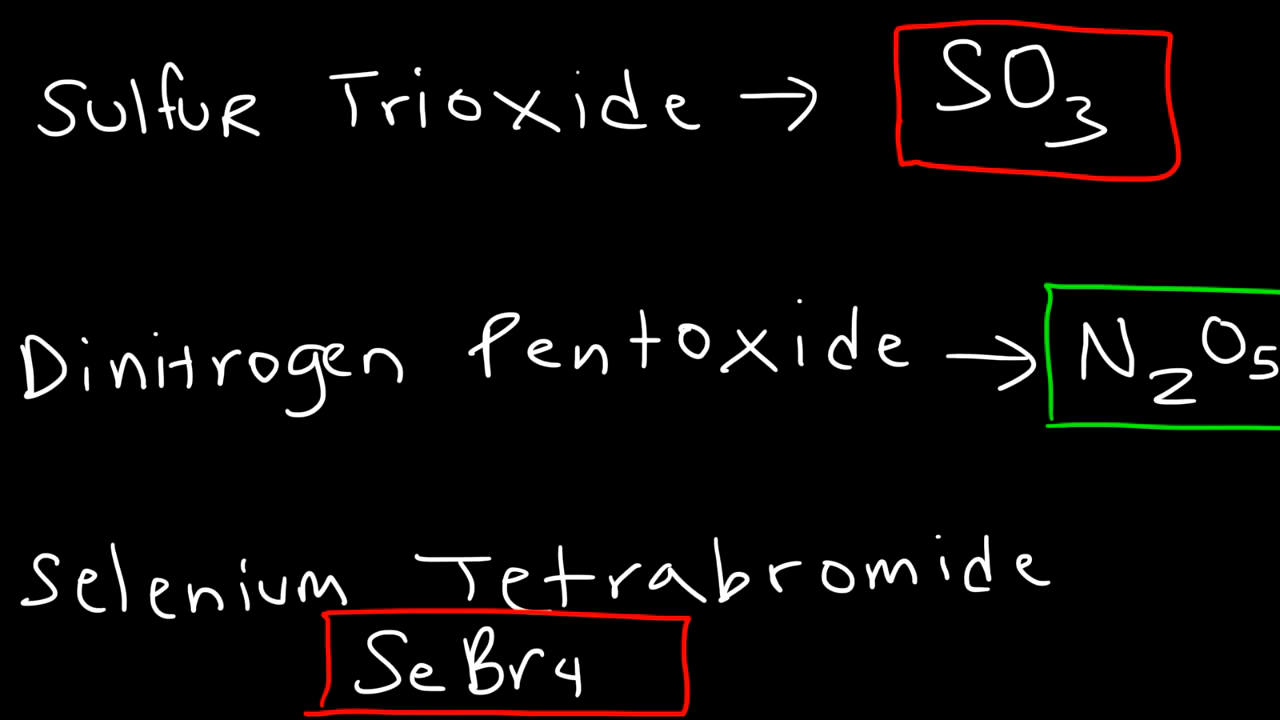 Sulfur Trioxide → SO₃
Dinitrogen Pentoxide → N₂O₅
Selenium Tetrabromide
SeBr₄